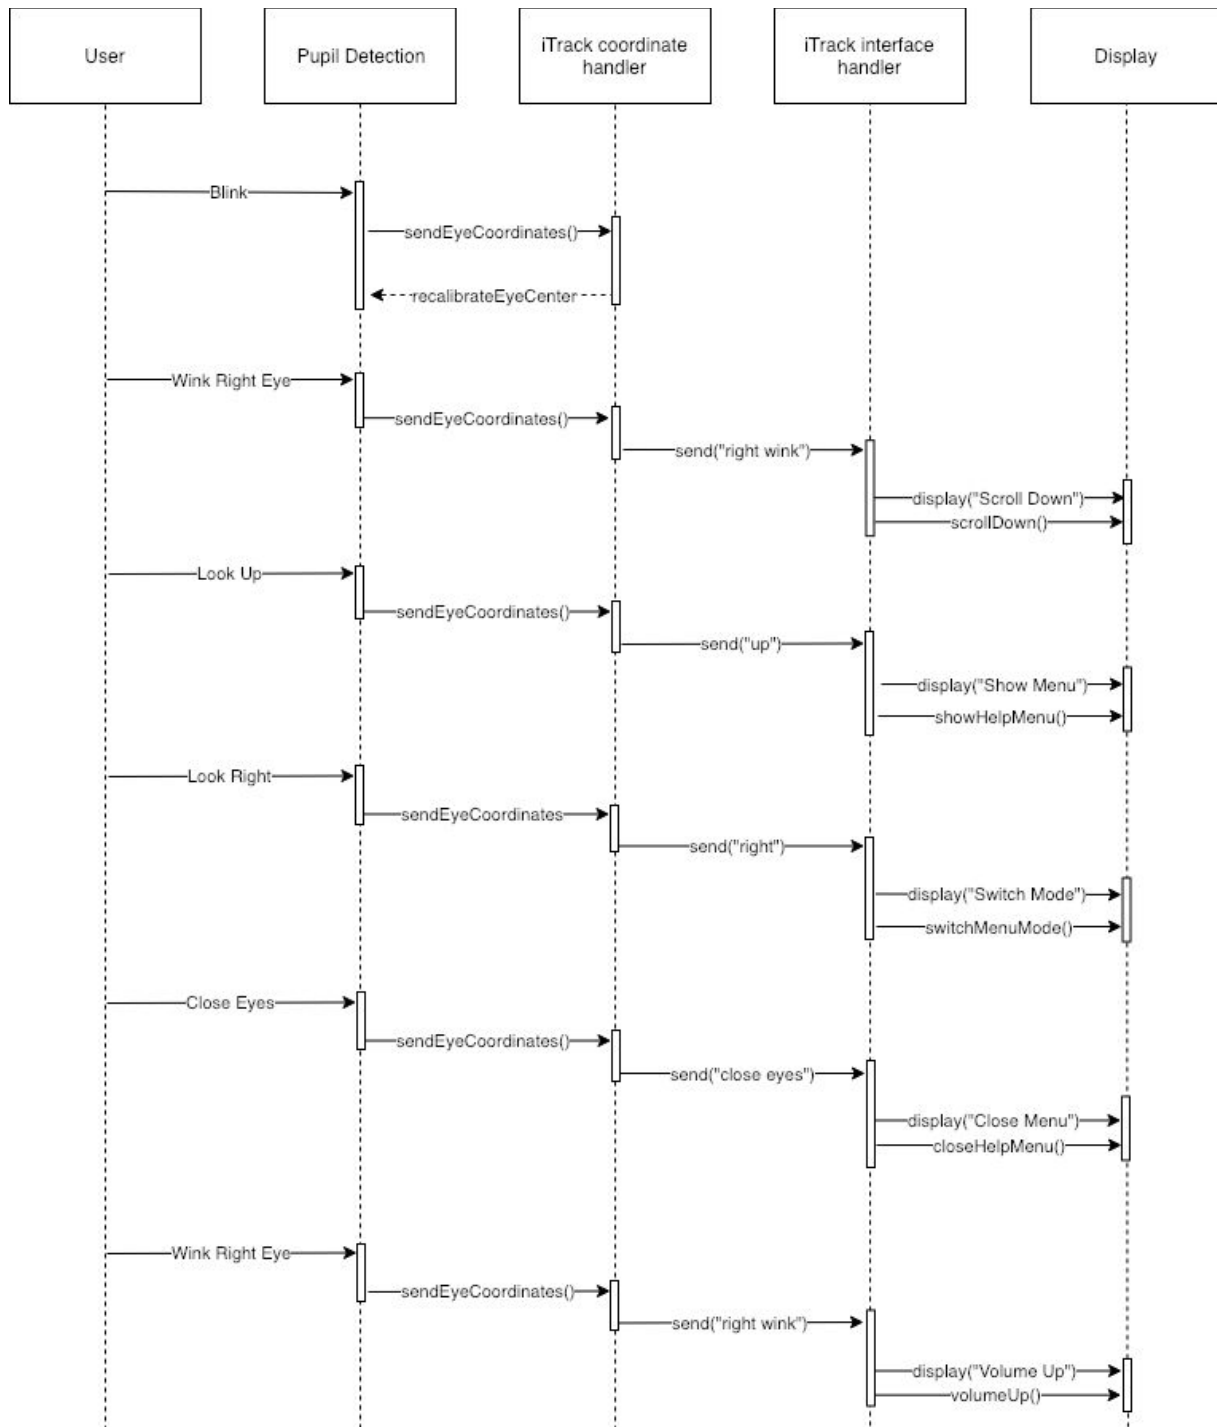 User
Pupil Detection
iTrack coordinate
handler
iTrack interface
handler
Display
Blink
sendEyeCoordinates()
recalibrateEyeCenter
Wink Right Eye
sendEyeCoordinates()
send("right wink")
display("Scroll Down")
scrollDown()
Look Up
sendEyeCoordinates()
send("up")
display("Show Menu")
showHelpMenu()
Look Right
sendEyeCoordinates
send("right")
display("Switch Mode")
switchMenuMode()
Close Eyes
sendEyeCoordinates()
send("close eyes")
display("Close Menu")
closeHelpMenu()
Wink Right Eye
sendEyeCoordinates()
send("right wink")
display("Volume Up")
volumeUp()